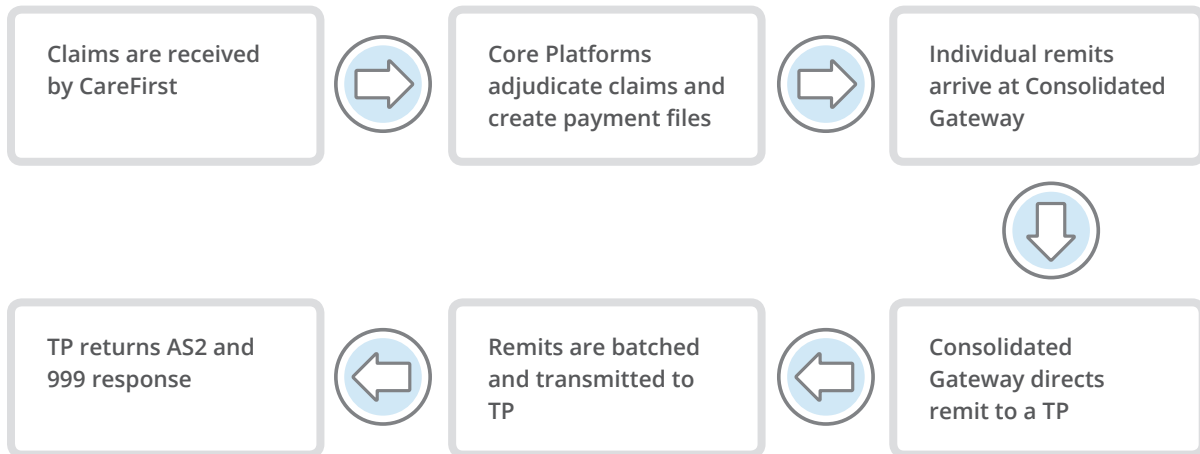 Claims are received
by CareFirst
Core Platforms
adjudicate claims and
create payment files
Individual remits
arrive at Consolidated
Gateway
Consolidated
Gateway directs
remit to a TP
Remits are batched
and transmitted to
TP
TP returns AS2 and
999 response